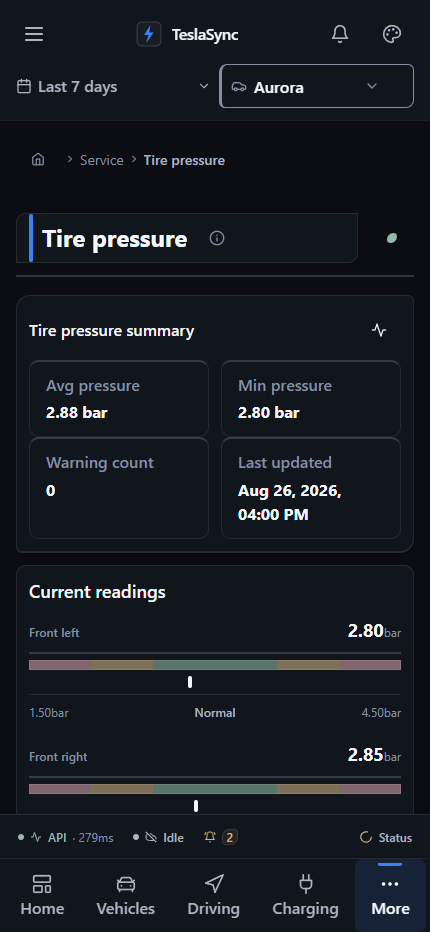 TeslaSync
Last 7 days
Aurora
Service
Tire pressure
Tire pressure
Tire pressure summary
Avg pressure
2.88 bar
Min pressure
2.80 bar
Warning count
0
Last updated
Aug 26, 2026,
04:00 PM
Current readings
Front left
2.80bar
1.50bar
Normal
4.50bar
Front right
2.85bar
API · 279ms
Idle
2
Status
Home
Vehicles
Driving
Charging
More